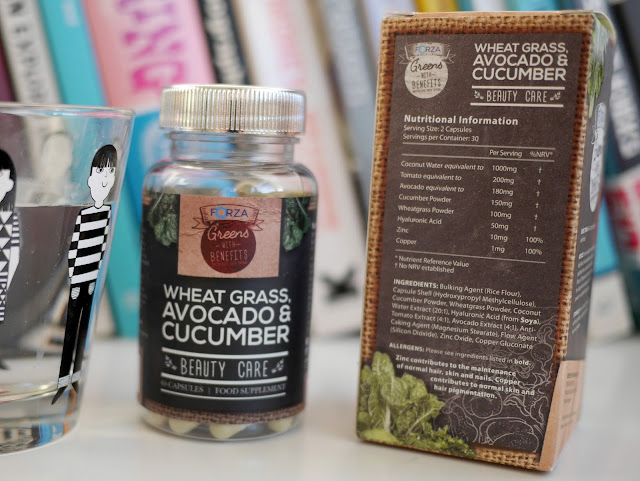 FORZA
Greens
WITH
BENEFITS
WHEAT GRASS,
AVOCADO &
CUCUMBER
BEAUTY CARE
60 CAPSULES | FOOD SUPPLEMENT
FORZA
Greens
WITH
BENEFITS
WHEAT GRASS,
AVOCADO &
CUCUMBER
BEAUTY CARE
Nutritional Information
Serving Size: 2 Capsules
Servings per Container: 30
Per Serving %NRV*
Coconut Water equivalent to 1000mg †
Tomato equivalent to 200mg †
Avocado equivalent to 180mg †
Cucumber Powder 150mg †
Wheatgrass Powder 100mg †
Hyaluronic Acid 50mg †
Zinc 10mg 100%
Copper 1mg 100%
* Nutrient Reference Value
† No NRV established
INGREDIENTS: Bulking Agent (Rice Flour),
Capsule Shell (Hydroxypropyl Methylcellulose),
Cucumber Powder, Wheatgrass Powder, Coconut
Water Extract (20:1), Hyaluronic Acid (from Soya),
Tomato Extract (4:1), Avocado Extract (4:1), Anti-
Caking Agent (Magnesium Stearate), Flow Agent
(Silicon Dioxide), Zinc Oxide, Copper Gluconate
ALLERGENS: Please see ingredients listed in bold.
Zinc contributes to the maintenance
of normal hair, skin and nails. Copper
contributes to normal skin and
hair pigmentation.